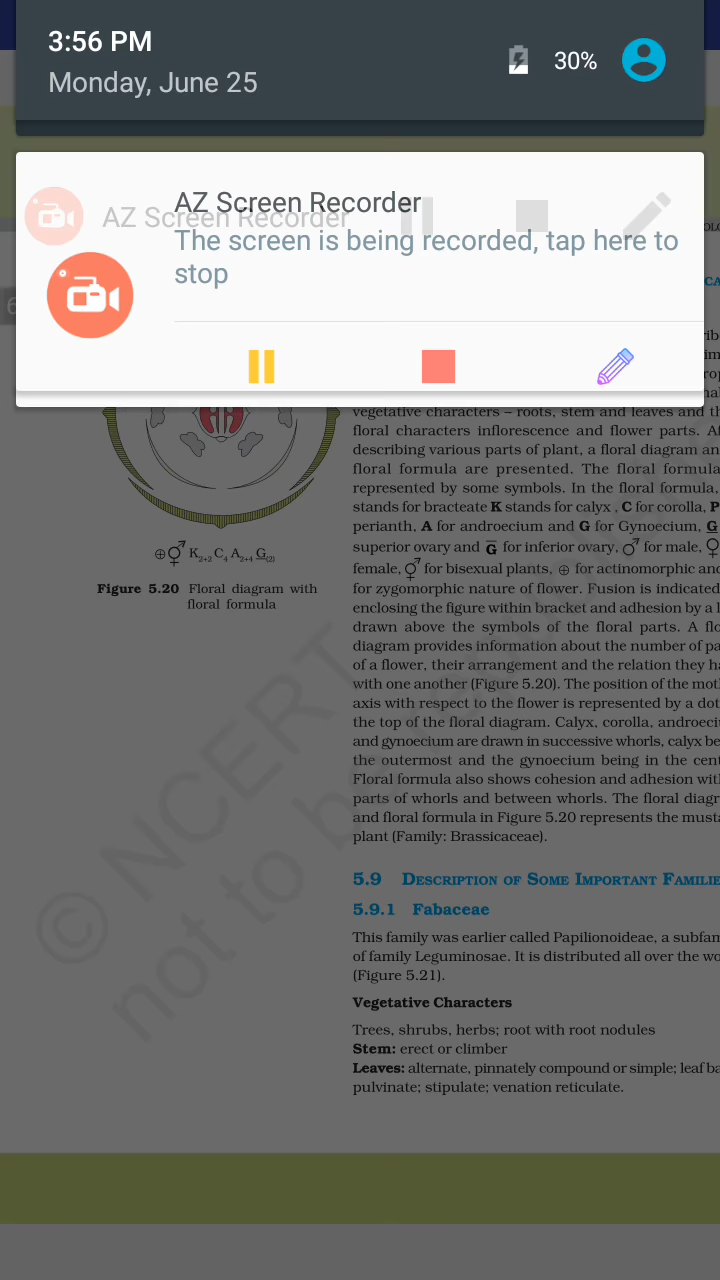 3:56 PM
30%
Monday, June 25
AZ Screen Recorder
AZ Screen Recorder
The screen is being recorded, tap here to
stop
vegetative characters – roots, stem and leaves and th
floral characters inflorescence and flower parts. Af
describing various parts of plant, a floral diagram an
floral formula are presented. The floral formula
represented by some symbols. In the floral formula,
stands for bracteate K stands for calyx , C for corolla, P
perianth, A for androecium and G for Gynoecium, G
superior ovary and G̅ for inferior ovary, ♂ for male, ♀
female, ⚥ for bisexual plants, ⊕ for actinomorphic and
for zygomorphic nature of flower. Fusion is indicated
enclosing the figure within bracket and adhesion by a l
drawn above the symbols of the floral parts. A flo
diagram provides information about the number of pa
of a flower, their arrangement and the relation they ha
with one another (Figure 5.20). The position of the mot
axis with respect to the flower is represented by a dot
the top of the floral diagram. Calyx, corolla, androeci
and gynoecium are drawn in successive whorls, calyx be
the outermost and the gynoecium being in the cent
Floral formula also shows cohesion and adhesion with
parts of whorls and between whorls. The floral diagr
and floral formula in Figure 5.20 represents the musta
plant (Family: Brassicaceae).
⊕⚥ K2+2 C4 A2+4 G(2)
Figure 5.20 Floral diagram with
floral formula
5.9 Description of Some Important Familie
5.9.1 Fabaceae
This family was earlier called Papilionoideae, a subfam
of family Leguminosae. It is distributed all over the wo
(Figure 5.21).
Vegetative Characters
Trees, shrubs, herbs; root with root nodules
Stem: erect or climber
Leaves: alternate, pinnately compound or simple; leaf ba
pulvinate; stipulate; venation reticulate.
© NCERT
not to be